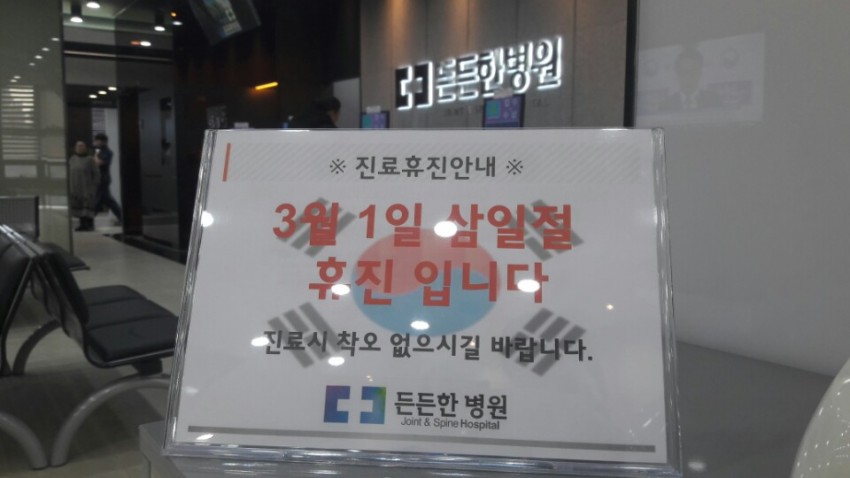 든든한병원
※ 진료휴진안내 ※
3월 1일 삼일절
휴진 입니다
진료시 착오 없으시길 바랍니다.
든든한 병원
Joint & Spine Hospital